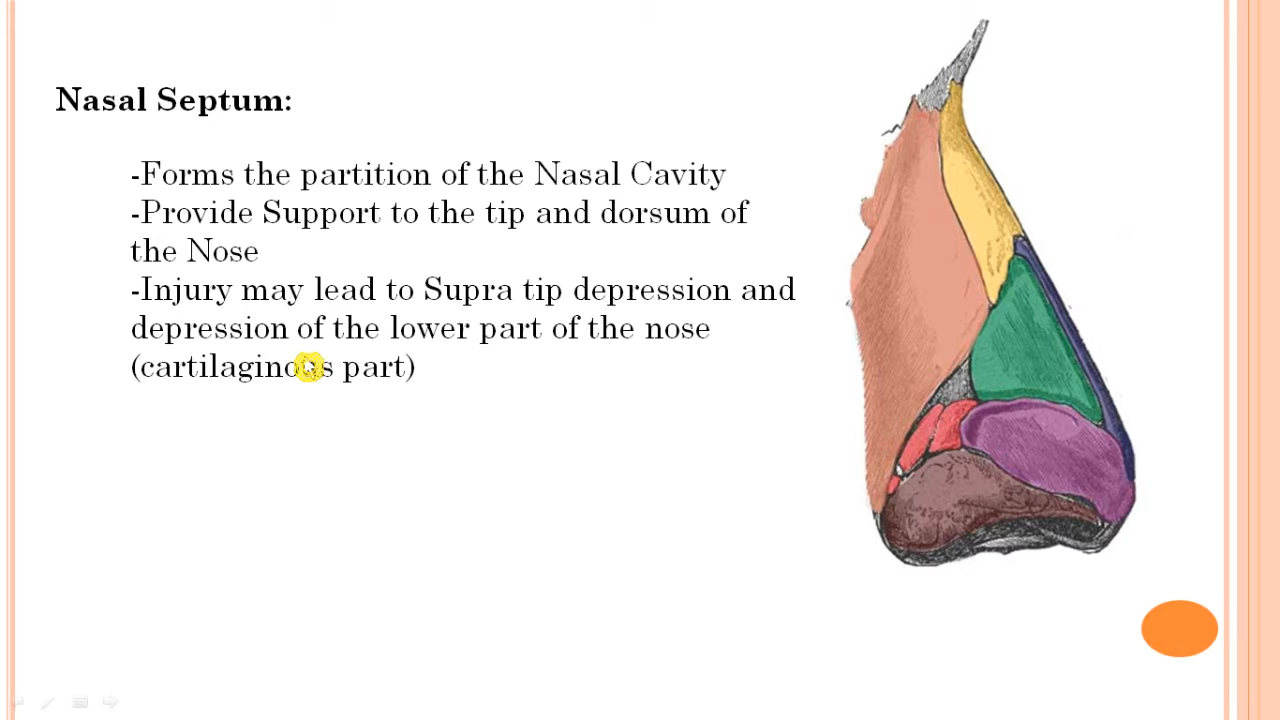 Nasal Septum:
-Forms the partition of the Nasal Cavity
-Provide Support to the tip and dorsum of
the Nose
-Injury may lead to Supra tip depression and
depression of the lower part of the nose
(cartilaginous part)